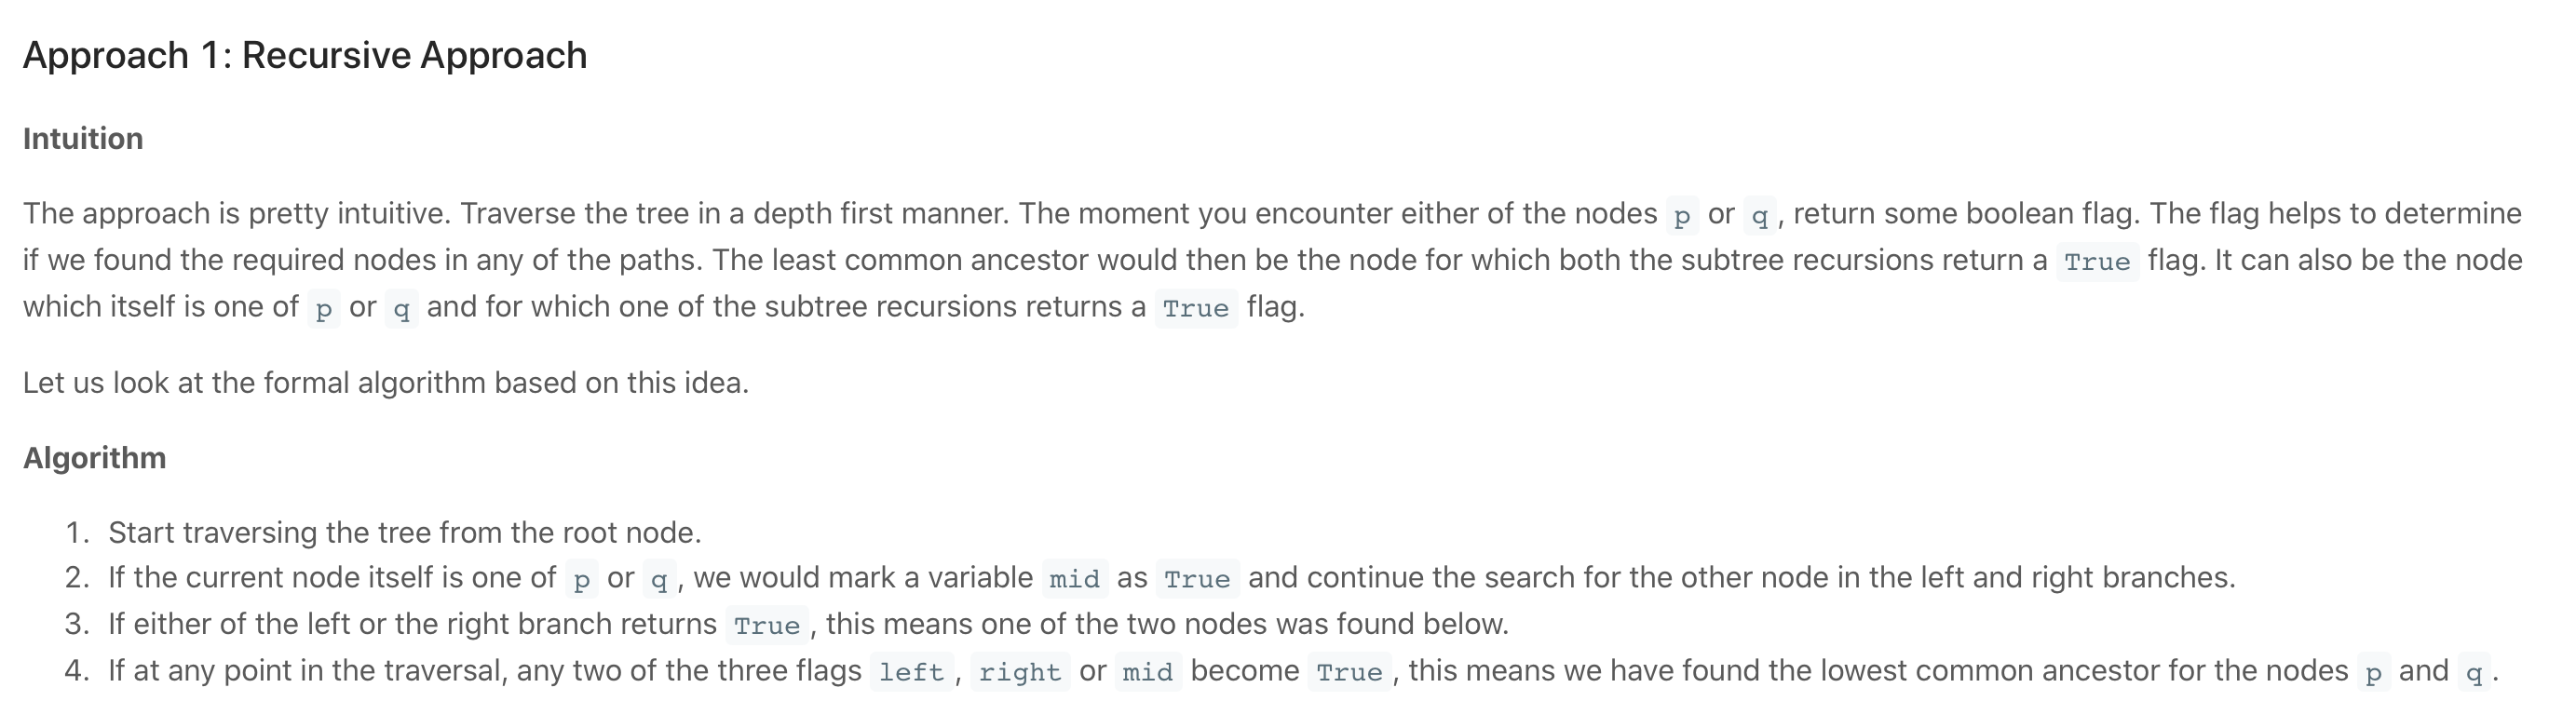 Approach 1: Recursive Approach
Intuition
The approach is pretty intuitive. Traverse the tree in a depth first manner. The moment you encounter either of the nodes p or q, return some boolean flag. The flag helps to determine
if we found the required nodes in any of the paths. The least common ancestor would then be the node for which both the subtree recursions return a True flag. It can also be the node
which itself is one of p or q and for which one of the subtree recursions returns a True flag.
Let us look at the formal algorithm based on this idea.
Algorithm
1. Start traversing the tree from the root node.
2. If the current node itself is one of p or q, we would mark a variable mid as True and continue the search for the other node in the left and right branches.
3. If either of the left or the right branch returns True, this means one of the two nodes was found below.
4. If at any point in the traversal, any two of the three flags left, right or mid become True, this means we have found the lowest common ancestor for the nodes p and q.